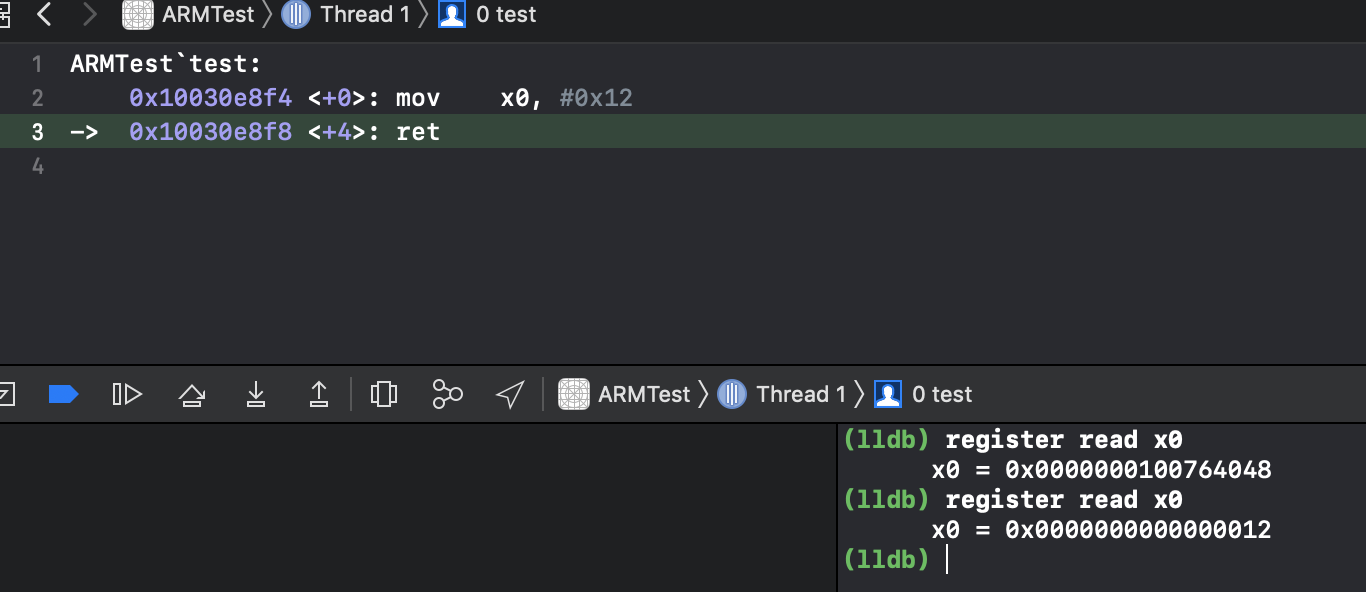 ARMTest Thread 1 0 test
1 ARMTest`test:
2 0x10030e8f4 <+0>: mov x0, #0x12
3 -> 0x10030e8f8 <+4>: ret
4
ARMTest Thread 1 0 test
(lldb) register read x0
x0 = 0x0000000100764048
(lldb) register read x0
x0 = 0x0000000000000012
(lldb)